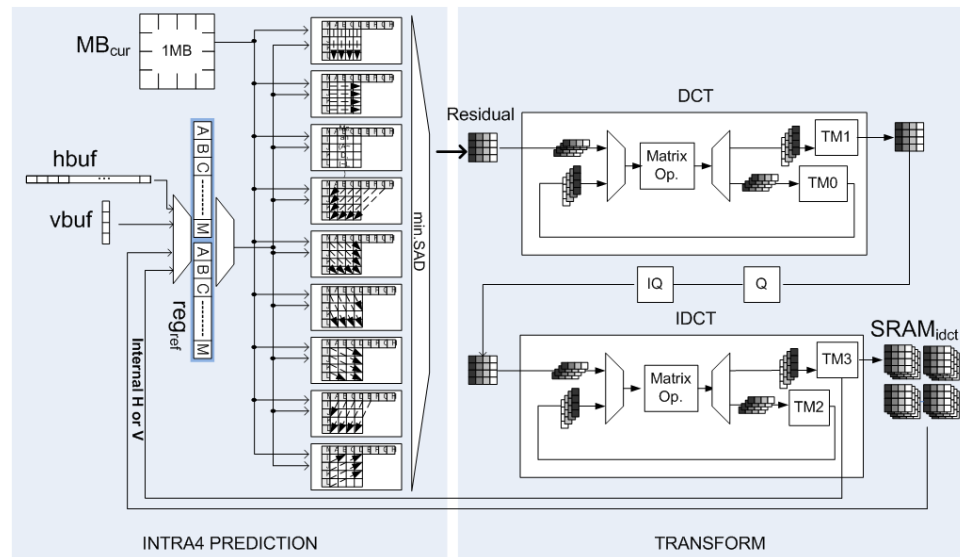 MBcur
1MB
hbuf
...
vbuf
A
B
C
M
A
B
C
M
regref
Internal H or V
M A B C D E F G H
M A B C D E F G H
M A B C D E F G H
M A B C D E F G H
M A B C D E F G H
M A B C D E F G H
M A B C D E F G H
M A B C D E F G H
M A B C D E F G H
min.SAD
Residual
DCT
Matrix
Op.
TM1
TM0
IQ
Q
IDCT
Matrix
Op.
TM3
TM2
SRAMidct
INTRA4 PREDICTION
TRANSFORM